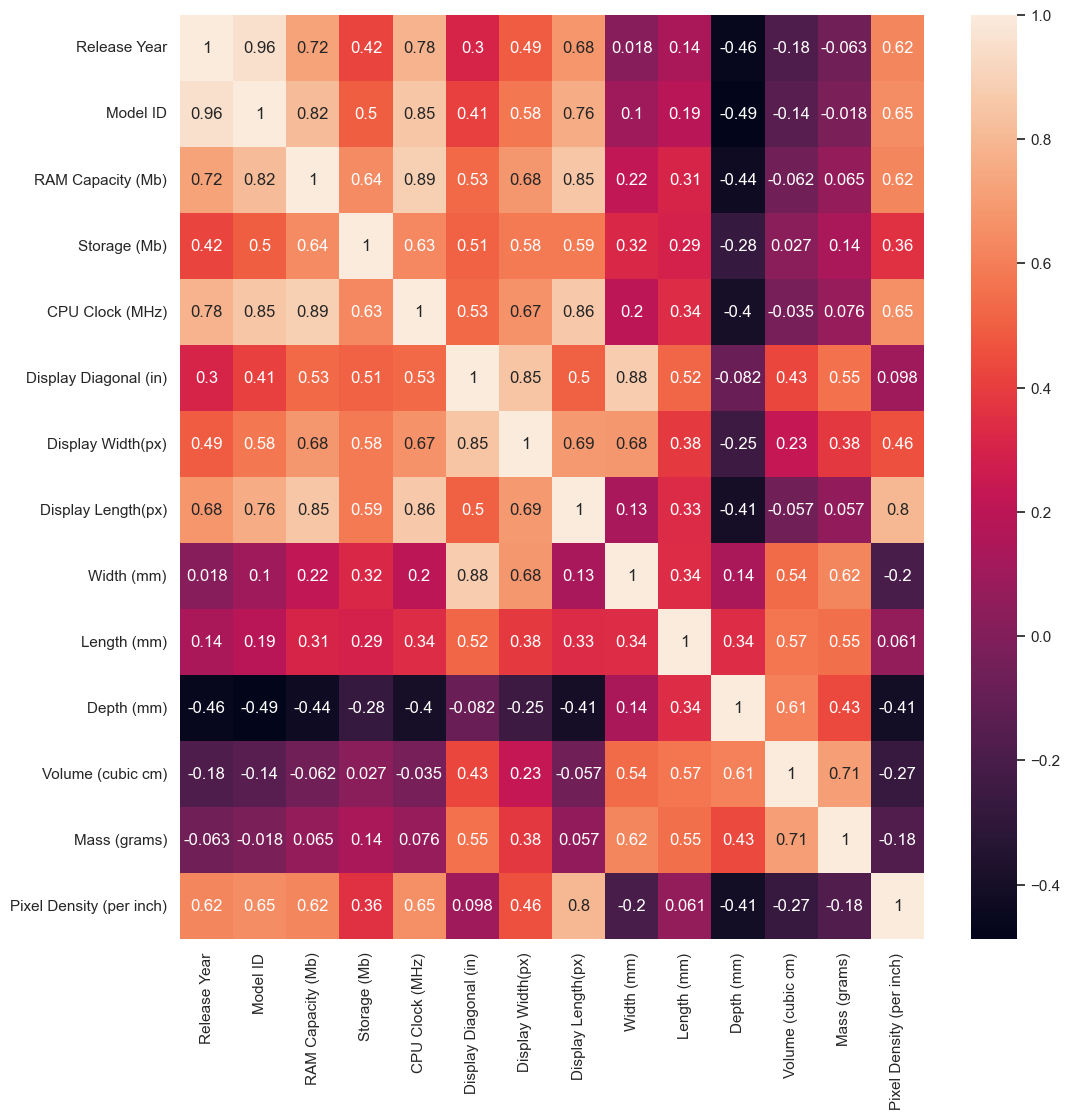 Release Year 1 0.96 0.72 0.42 0.78 0.3 0.49 0.68 0.018 0.14 -0.46 -0.18 -0.063 0.62
Model ID 0.96 1 0.82 0.5 0.85 0.41 0.58 0.76 0.1 0.19 -0.49 -0.14 -0.018 0.65
RAM Capacity (Mb) 0.72 0.82 1 0.64 0.89 0.53 0.68 0.85 0.22 0.31 -0.44 -0.062 0.065 0.62
Storage (Mb) 0.42 0.5 0.64 1 0.63 0.51 0.58 0.59 0.32 0.29 -0.28 0.027 0.14 0.36
CPU Clock (MHz) 0.78 0.85 0.89 0.63 1 0.53 0.67 0.86 0.2 0.34 -0.4 -0.035 0.076 0.65
Display Diagonal (in) 0.3 0.41 0.53 0.51 0.53 1 0.85 0.5 0.88 0.52 -0.082 0.43 0.55 0.098
Display Width(px) 0.49 0.58 0.68 0.58 0.67 0.85 1 0.69 0.68 0.38 -0.25 0.23 0.38 0.46
Display Length(px) 0.68 0.76 0.85 0.59 0.86 0.5 0.69 1 0.13 0.33 -0.41 -0.057 0.057 0.8
Width (mm) 0.018 0.1 0.22 0.32 0.2 0.88 0.68 0.13 1 0.34 0.14 0.54 0.62 -0.2
Length (mm) 0.14 0.19 0.31 0.29 0.34 0.52 0.38 0.33 0.34 1 0.34 0.57 0.55 0.061
Depth (mm) -0.46 -0.49 -0.44 -0.28 -0.4 -0.082 -0.25 -0.41 0.14 0.34 1 0.61 0.43 -0.41
Volume (cubic cm) -0.18 -0.14 -0.062 0.027 -0.035 0.43 0.23 -0.057 0.54 0.57 0.61 1 0.71 -0.27
Mass (grams) -0.063 -0.018 0.065 0.14 0.076 0.55 0.38 0.057 0.62 0.55 0.43 0.71 1 -0.18
Pixel Density (per inch) 0.62 0.65 0.62 0.36 0.65 0.098 0.46 0.8 -0.2 0.061 -0.41 -0.27 -0.18 1
Release Year
Model ID
RAM Capacity (Mb)
Storage (Mb)
CPU Clock (MHz)
Display Diagonal (in)
Display Width(px)
Display Length(px)
Width (mm)
Length (mm)
Depth (mm)
Volume (cubic cm)
Mass (grams)
Pixel Density (per inch)
1.0
0.8
0.6
0.4
0.2
0.0
−0.2
−0.4